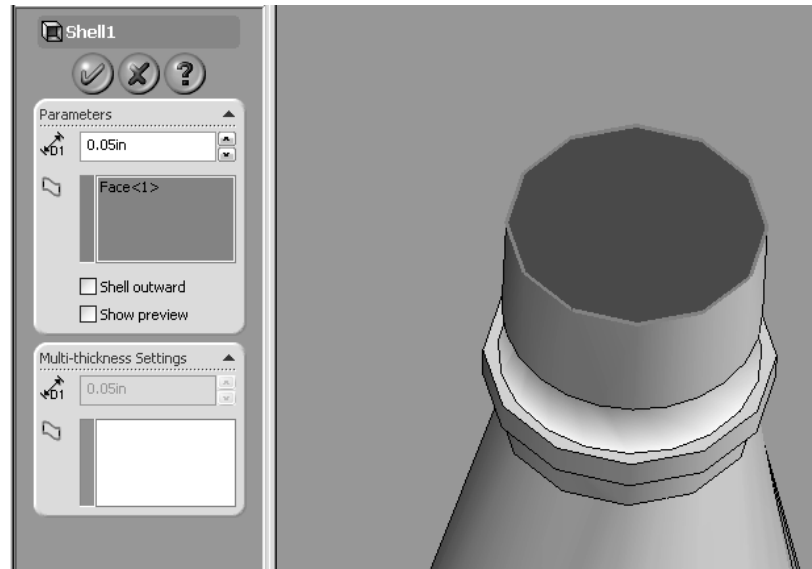 Shell1
?
Parameters
D1
0.05in
Face<1>
Shell outward
Show preview
Multi-thickness Settings
D1
0.05in